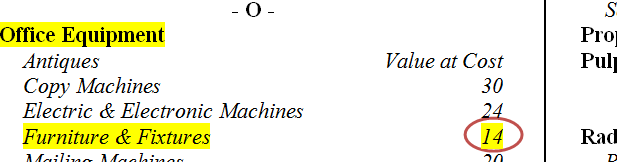 - O -
Office Equipment
Antiques Value at Cost
Copy Machines 30
Electric & Electronic Machines 24
Furniture & Fixtures 14
Mailing Machines 20
Prop
Pulp
Rad